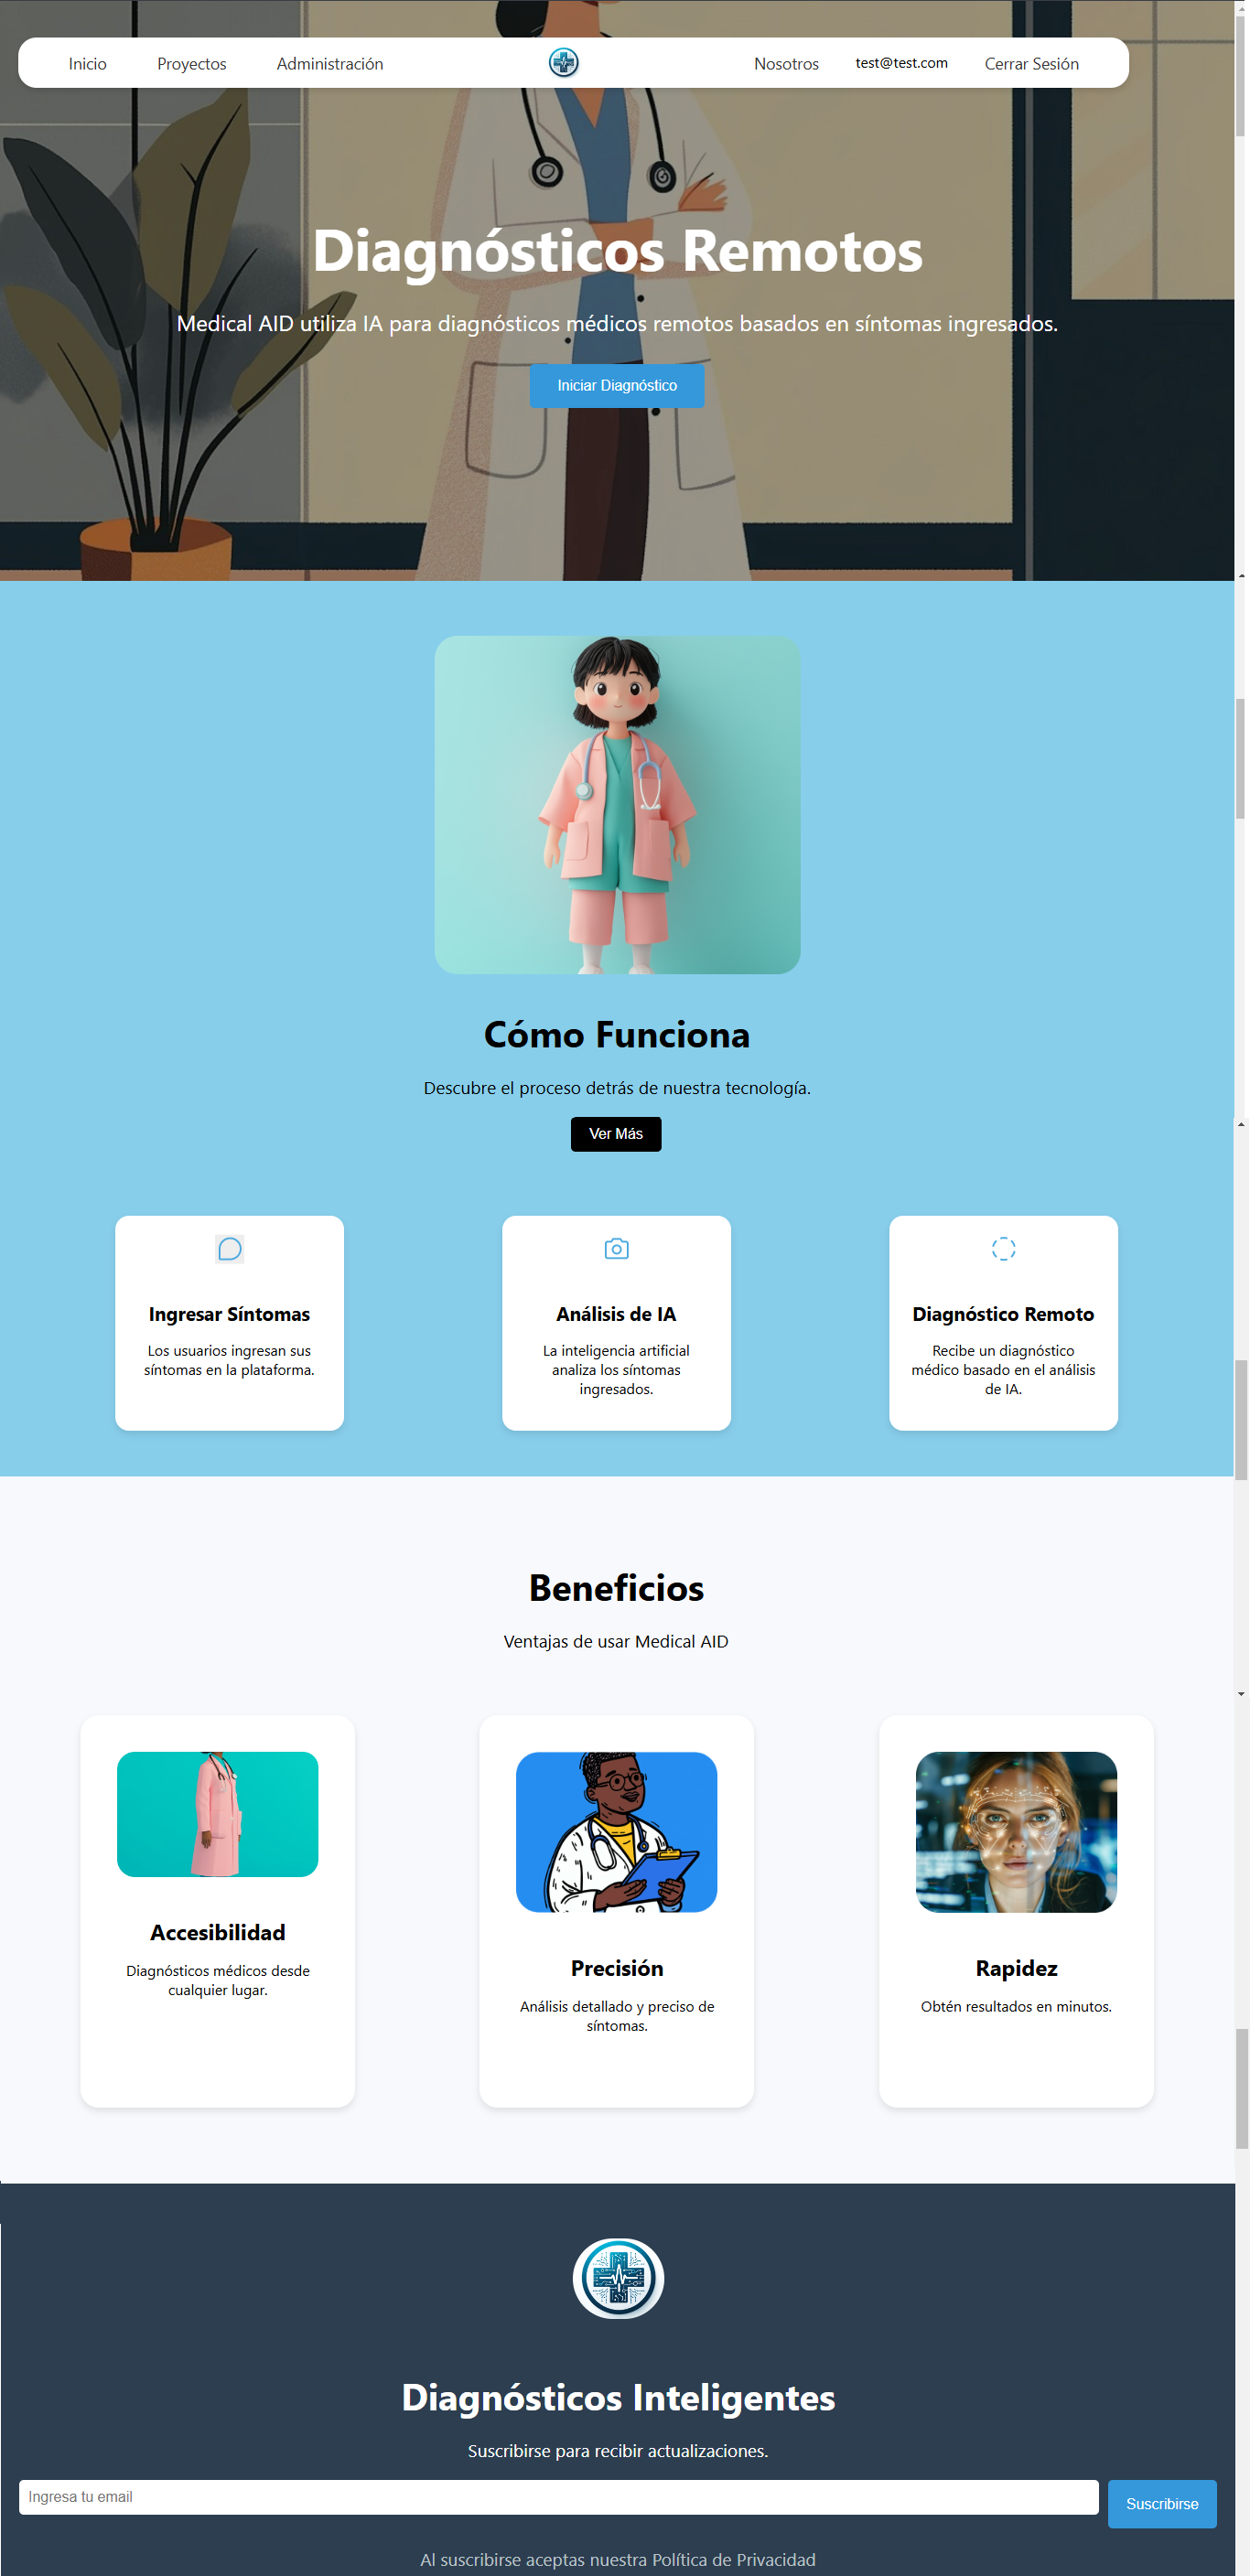 Inicio Proyectos Administración Nosotros test@test.com Cerrar Sesión
Diagnósticos Remotos
Medical AID utiliza IA para diagnósticos médicos remotos basados en síntomas ingresados.
Iniciar Diagnóstico
Cómo Funciona
Descubre el proceso detrás de nuestra tecnología.
Ver Más
Ingresar Síntomas
Los usuarios ingresan sus
síntomas en la plataforma.
Análisis de IA
La inteligencia artificial
analiza los síntomas
ingresados.
Diagnóstico Remoto
Recibe un diagnóstico
médico basado en el análisis
de IA.
Beneficios
Ventajas de usar Medical AID
Accesibilidad
Diagnósticos médicos desde
cualquier lugar.
Precisión
Análisis detallado y preciso de
síntomas.
Rapidez
Obtén resultados en minutos.
Diagnósticos Inteligentes
Suscribirse para recibir actualizaciones.
Ingresa tu email
Suscribirse
Al suscribirse aceptas nuestra Política de Privacidad